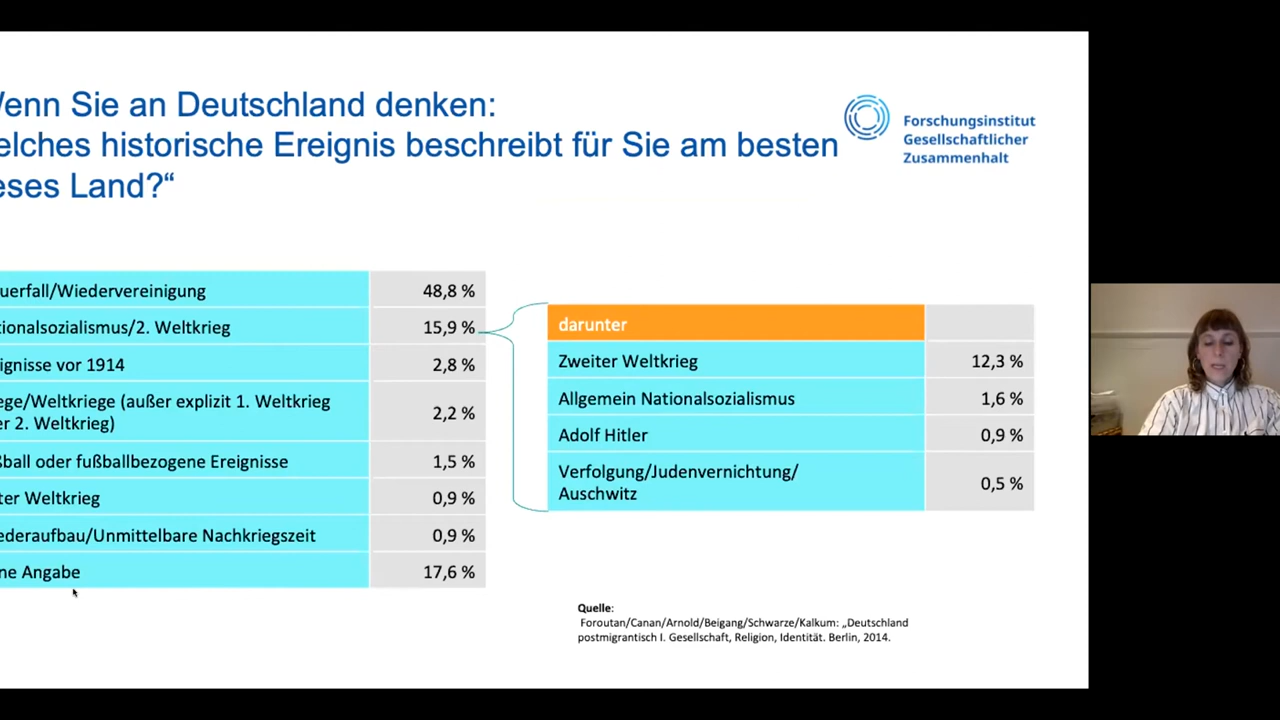 Wenn Sie an Deutschland denken:
elches historische Ereignis beschreibt für Sie am besten
eses Land?“
Forschungsinstitut
Gesellschaftlicher
Zusammenhalt
uerfall/Wiedervereinigung 48,8 %
tionalsozialismus/2. Weltkrieg 15,9 %
ignisse vor 1914 2,8 %
ege/Weltkriege (außer explizit 1. Weltkrieg
er 2. Weltkrieg) 2,2 %
ßball oder fußballbezogene Ereignisse 1,5 %
ter Weltkrieg 0,9 %
ederaufbau/Unmittelbare Nachkriegszeit 0,9 %
ne Angabe 17,6 %
darunter
Zweiter Weltkrieg 12,3 %
Allgemein Nationalsozialismus 1,6 %
Adolf Hitler 0,9 %
Verfolgung/Judenvernichtung/
Auschwitz 0,5 %
Quelle:
Foroutan/Canan/Arnold/Beigang/Schwarze/Kalkum: „Deutschland
postmigrantisch I. Gesellschaft, Religion, Identität. Berlin, 2014.